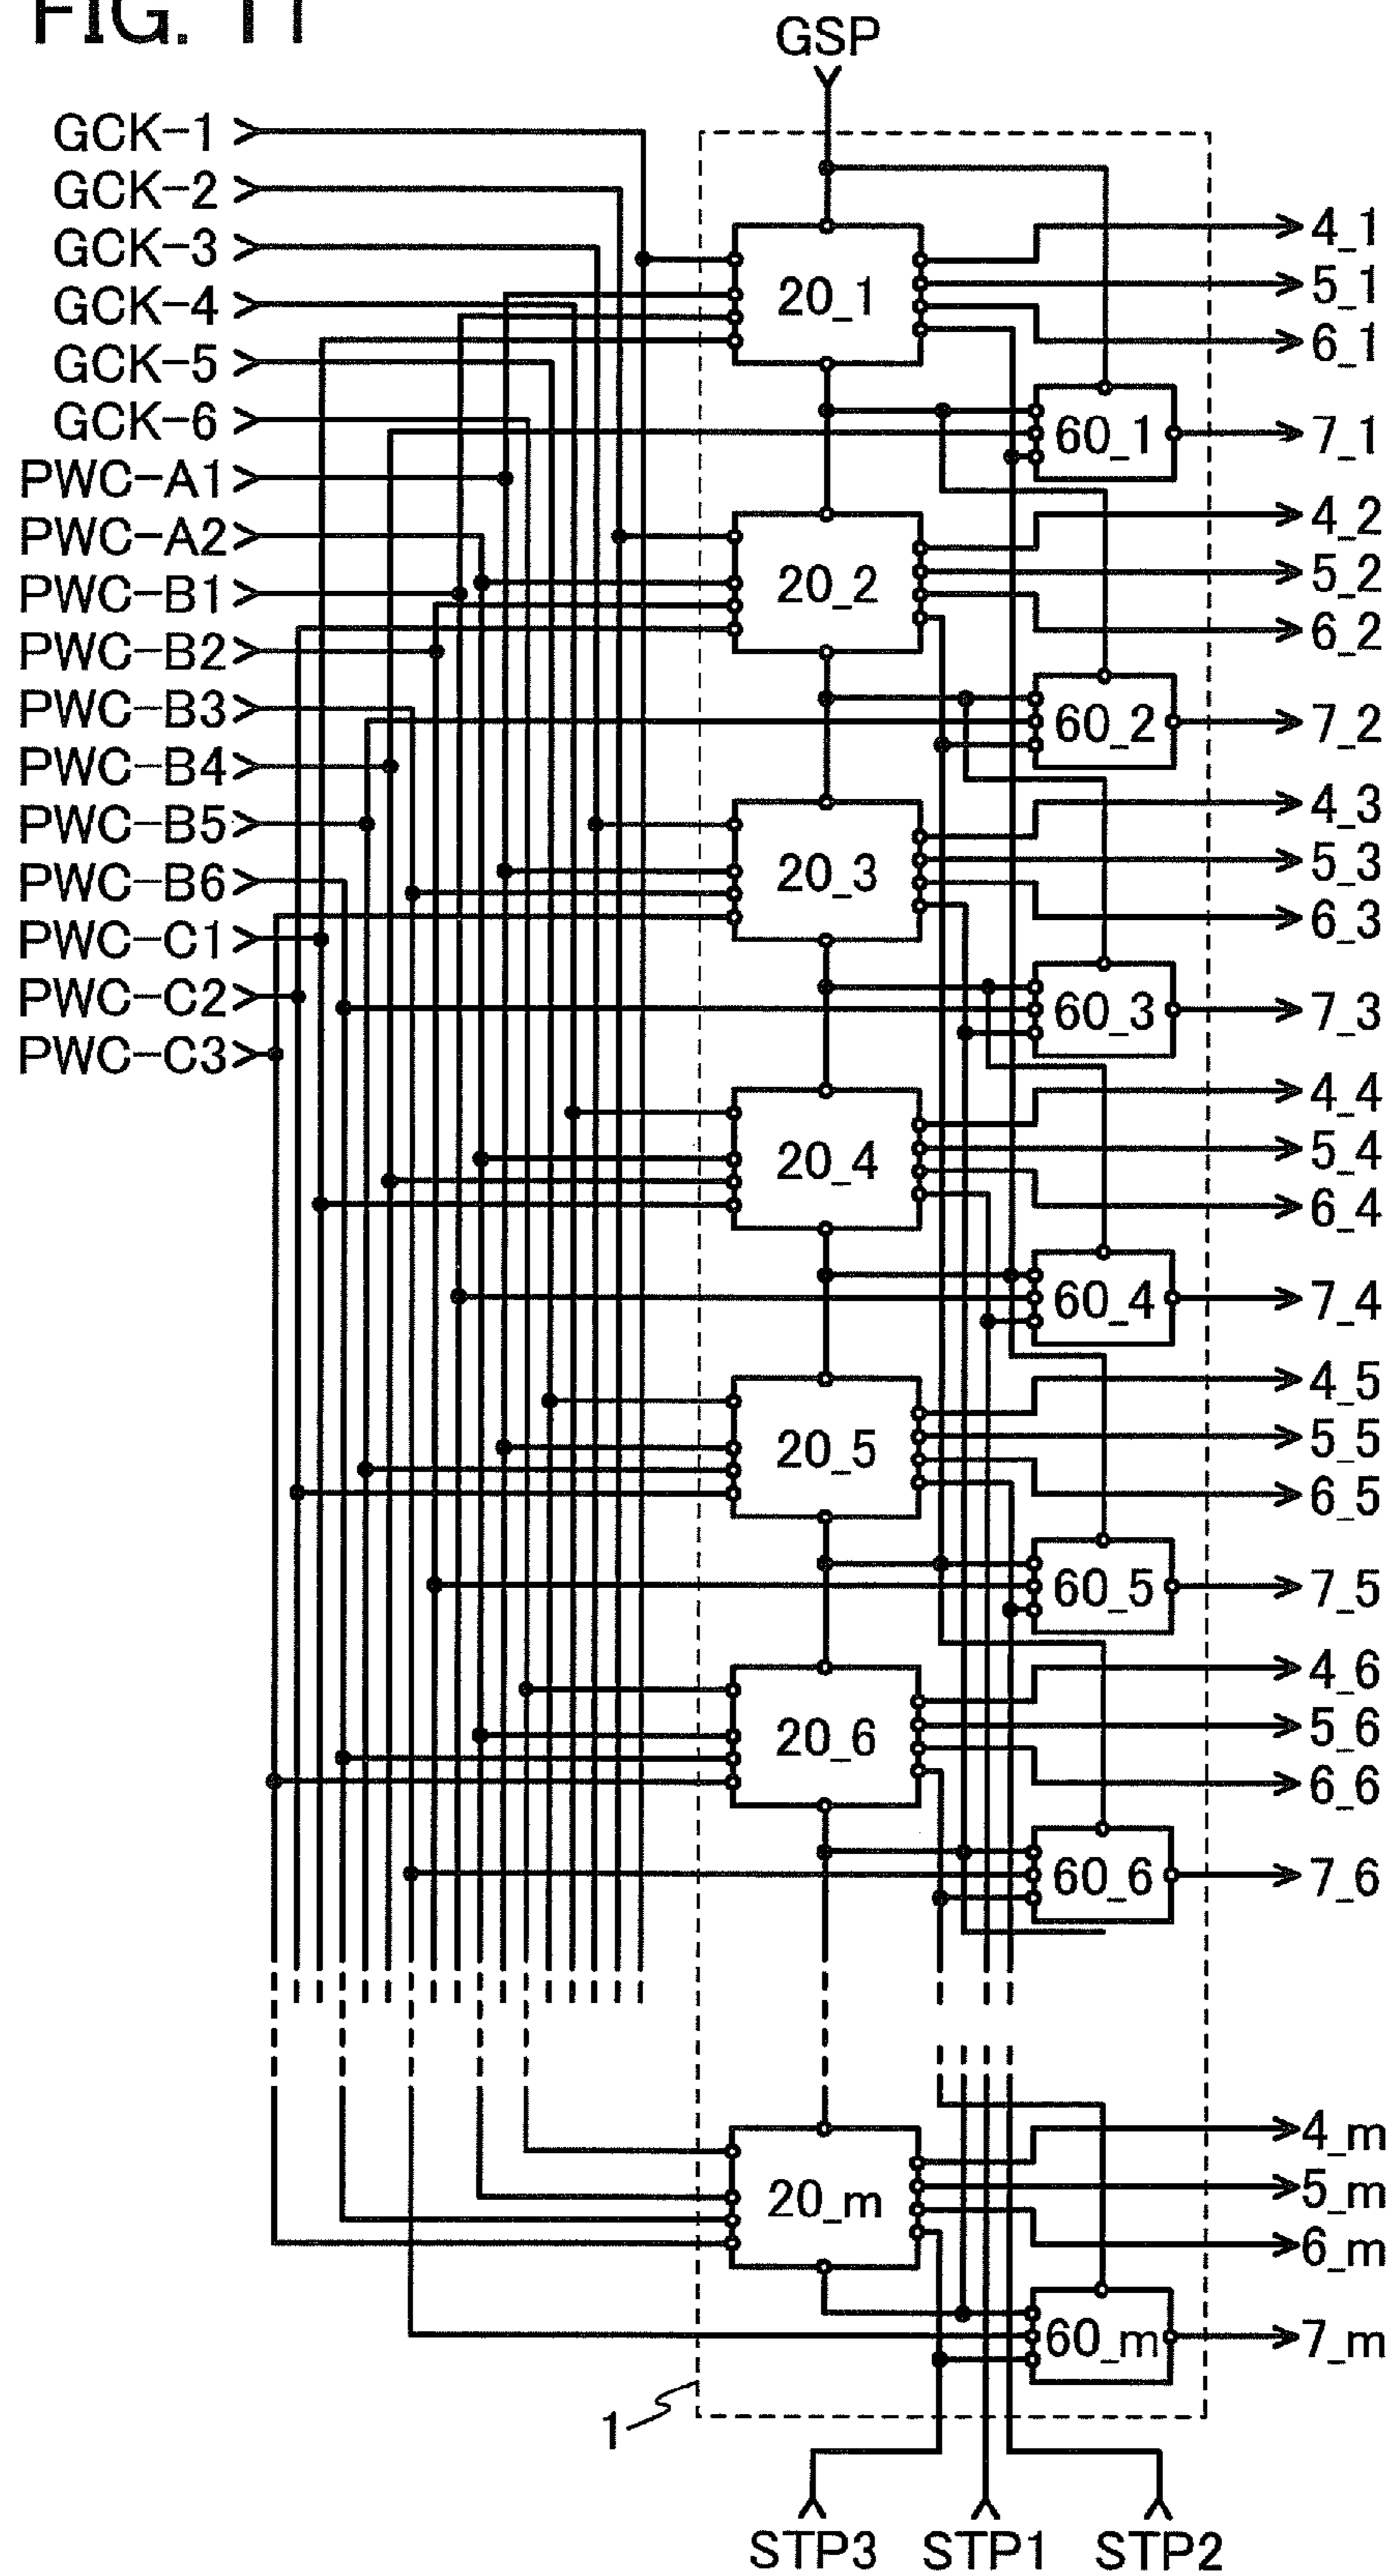 FIG. 11
GSP
GCK-1
GCK-2
GCK-3
GCK-4
GCK-5
GCK-6
PWC-A1
PWC-A2
PWC-B1
PWC-B2
PWC-B3
PWC-B4
PWC-B5
PWC-B6
PWC-C1
PWC-C2
PWC-C3
20_1
4_1
5_1
6_1
60_1
7_1
20_2
4_2
5_2
6_2
60_2
7_2
20_3
4_3
5_3
6_3
60_3
7_3
20_4
4_4
5_4
6_4
60_4
7_4
20_5
4_5
5_5
6_5
60_5
7_5
20_6
4_6
5_6
6_6
60_6
7_6
20_m
4_m
5_m
6_m
60_m
7_m
1
STP3 STP1 STP2